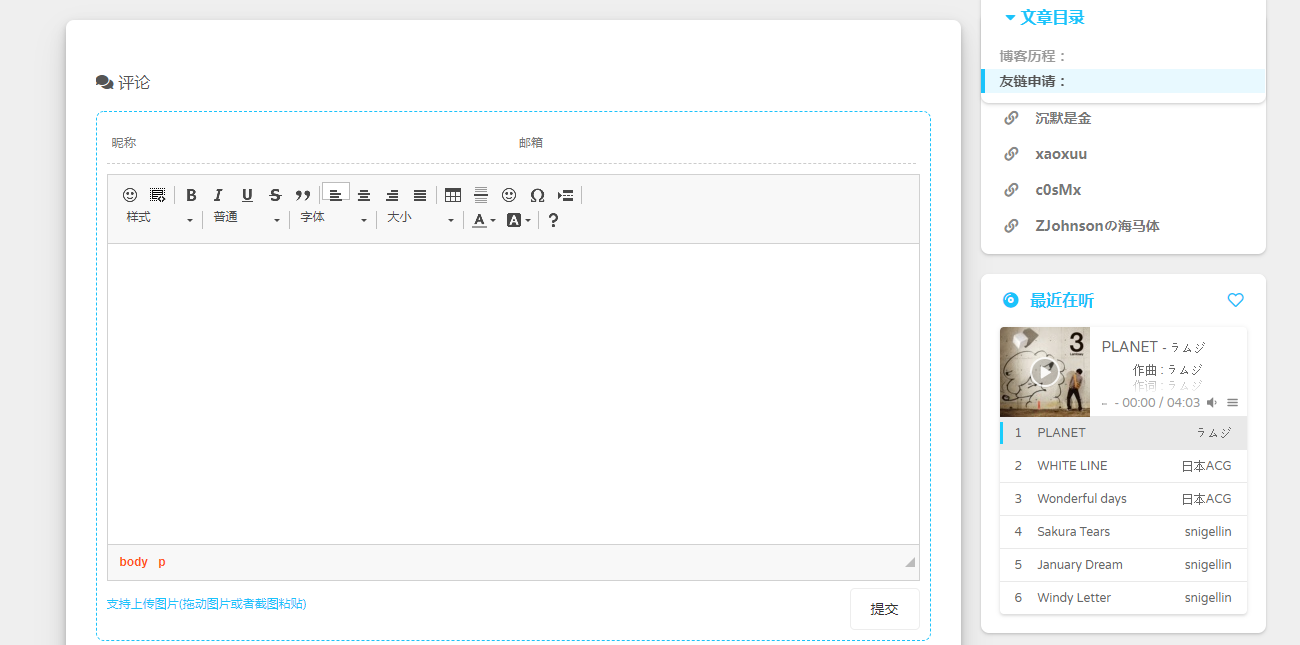 评论
昵称
邮箱
样式
普通
字体
大小
body p
支持上传图片(拖动图片或者截图粘贴)
提交
文章目录
博客历程：
友链申请：
沉默是金
xaoxuu
c0sMx
ZJohnsonの海马体
最近在听
3
PLANET - ラムジ
作曲 : ラムジ
作词 : ラムジ
- 00:00 / 04:03
1 PLANET ラムジ
2 WHITE LINE 日本ACG
3 Wonderful days 日本ACG
4 Sakura Tears snigellin
5 January Dream snigellin
6 Windy Letter snigellin